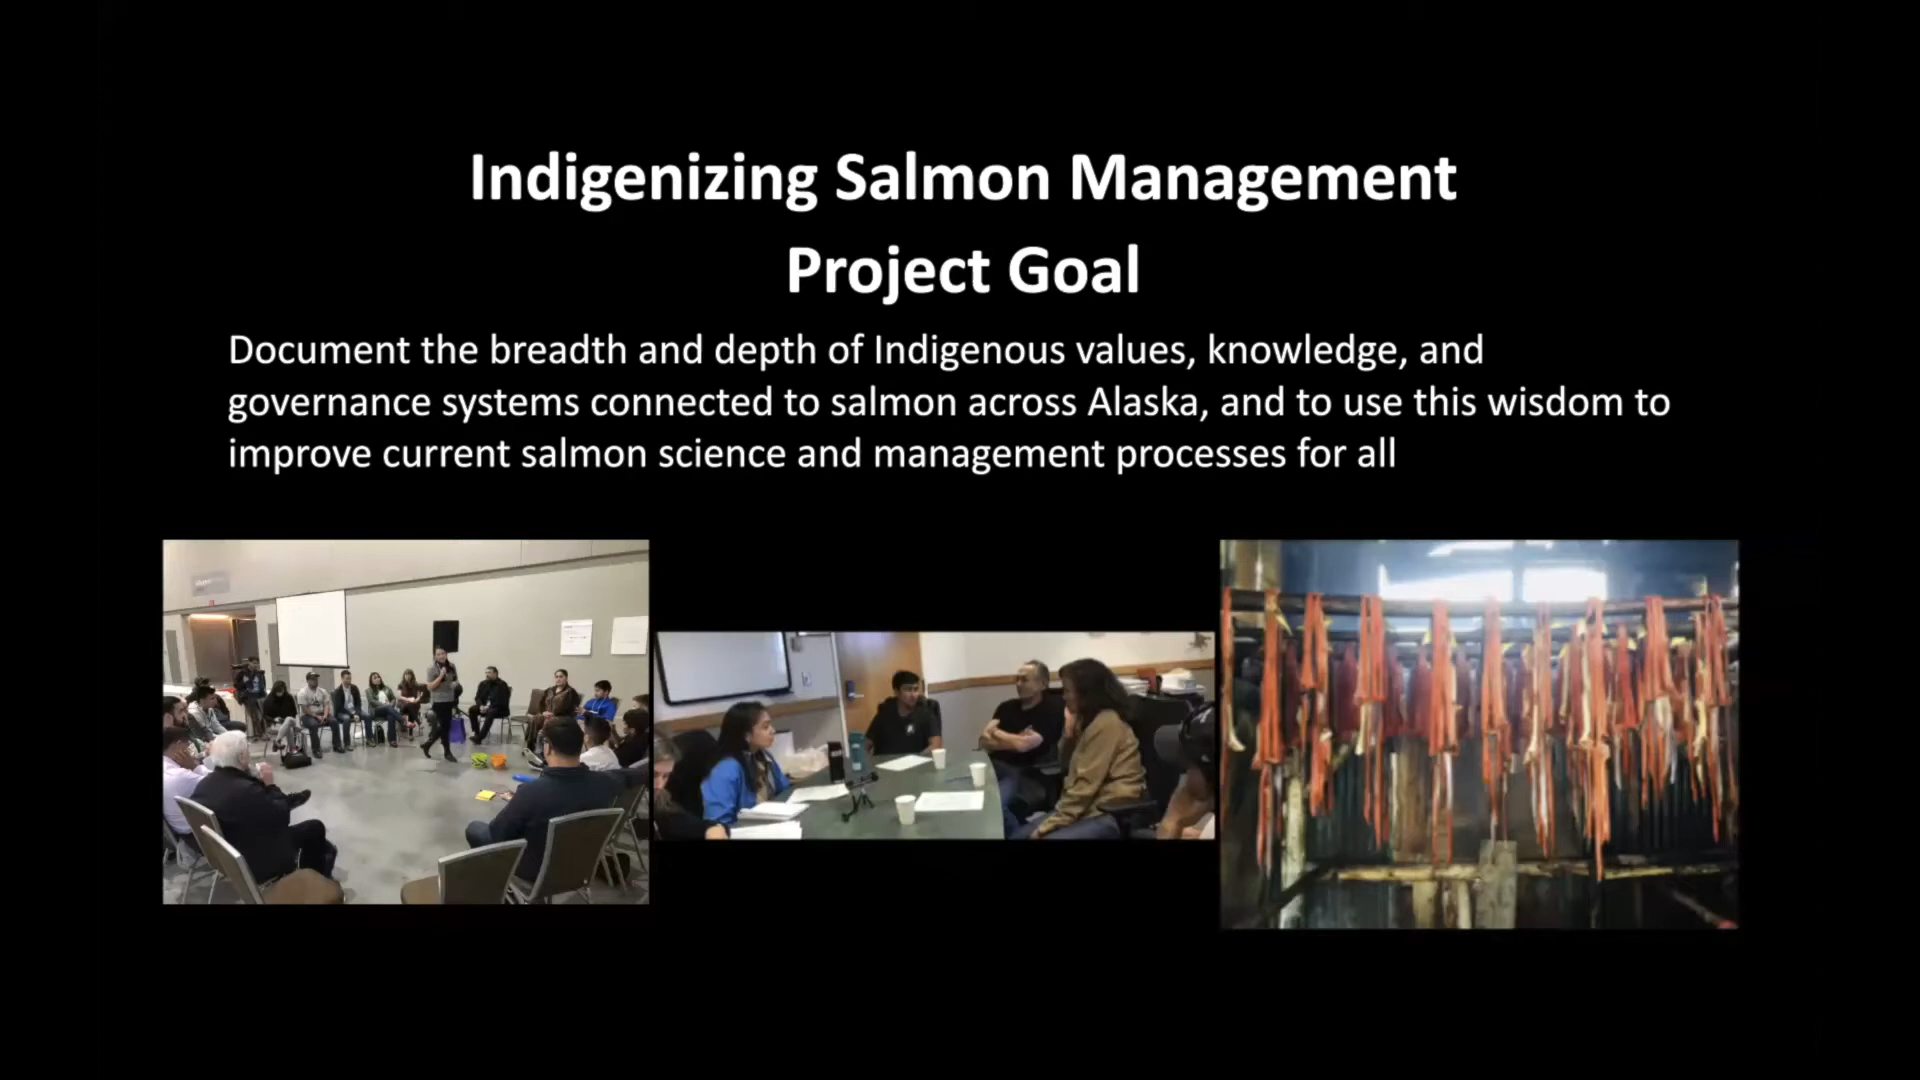 Indigenizing Salmon Management
Project Goal
Document the breadth and depth of Indigenous values, knowledge, and
governance systems connected to salmon across Alaska, and to use this wisdom to
improve current salmon science and management processes for all